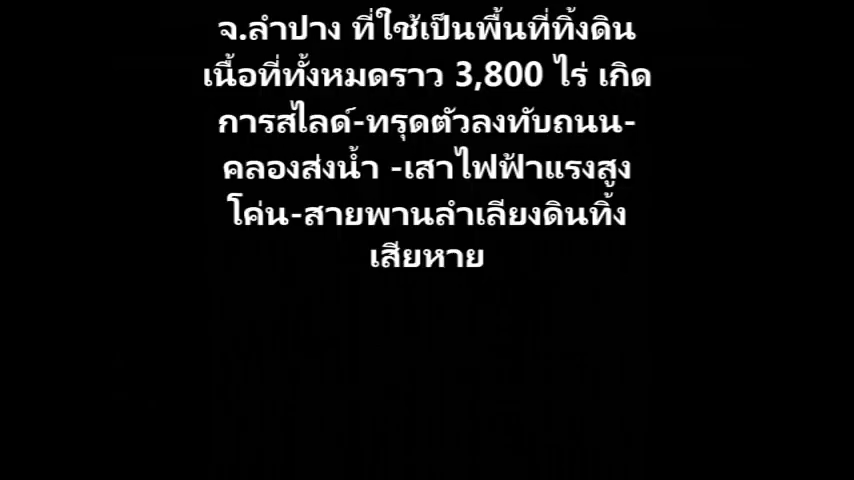 จ.ลำปาง ที่ใช้เป็นพื้นที่ทิ้งดิน
เนื้อที่ทั้งหมดราว 3,800 ไร่ เกิด
การสไลด์-ทรุดตัวลงทับถนน-
คลองส่งน้ำ -เสาไฟฟ้าแรงสูง
โค่น-สายพานลำเลียงดินทิ้ง
เสียหาย